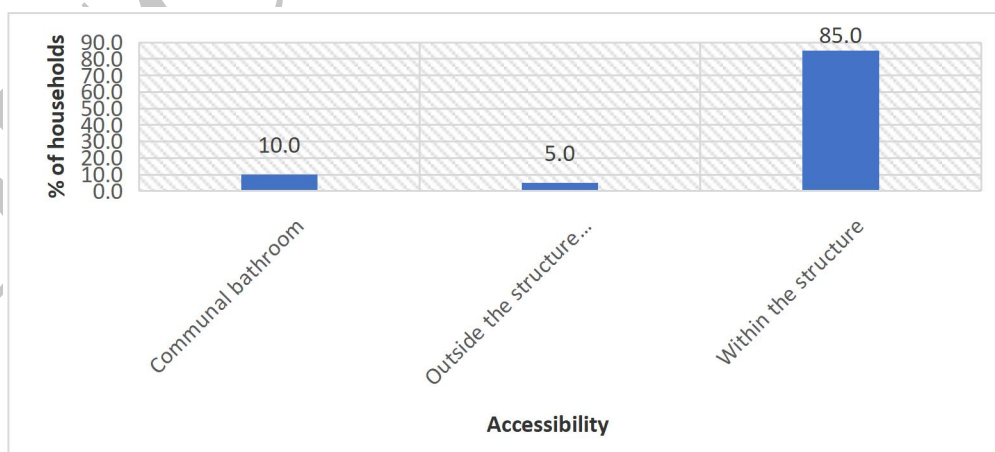 % of households
90.0
80.0
70.0
60.0
50.0
40.0
30.0
20.0
10.0
0.0
10.0
5.0
85.0
Communal bathroom
Outside the structure...
Within the structure
Accessibility